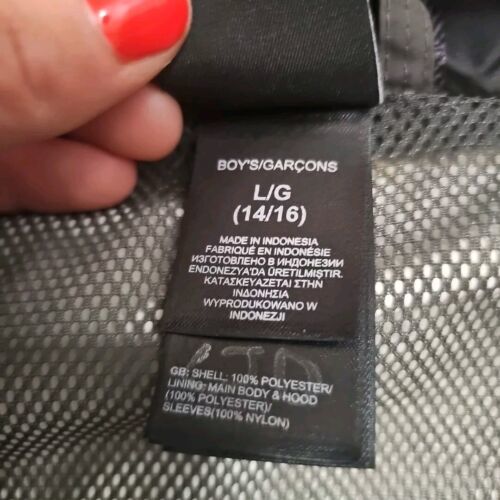 BOY'S/GARÇONS
L/G
(14/16)
MADE IN INDONESIA
FABRIQUÉ EN INDONÉSIE
ИЗГОТОВЛЕНО В ИНДОНЕЗИИ
ENDONEZYA'DA ÜRETILMIŞTIR.
ΚΑΤΑΣΚΕΥΑΖΕΤΑΙ ΣΤΗΝ
ΙΝΔΟΝΗΣΙΑ
WYPRODUKOWANO W
INDONEZJI
GB: SHELL: 100% POLYESTER/
LINING: MAIN BODY & HOOD
(100% POLYESTER)/
SLEEVES(100% NYLON)